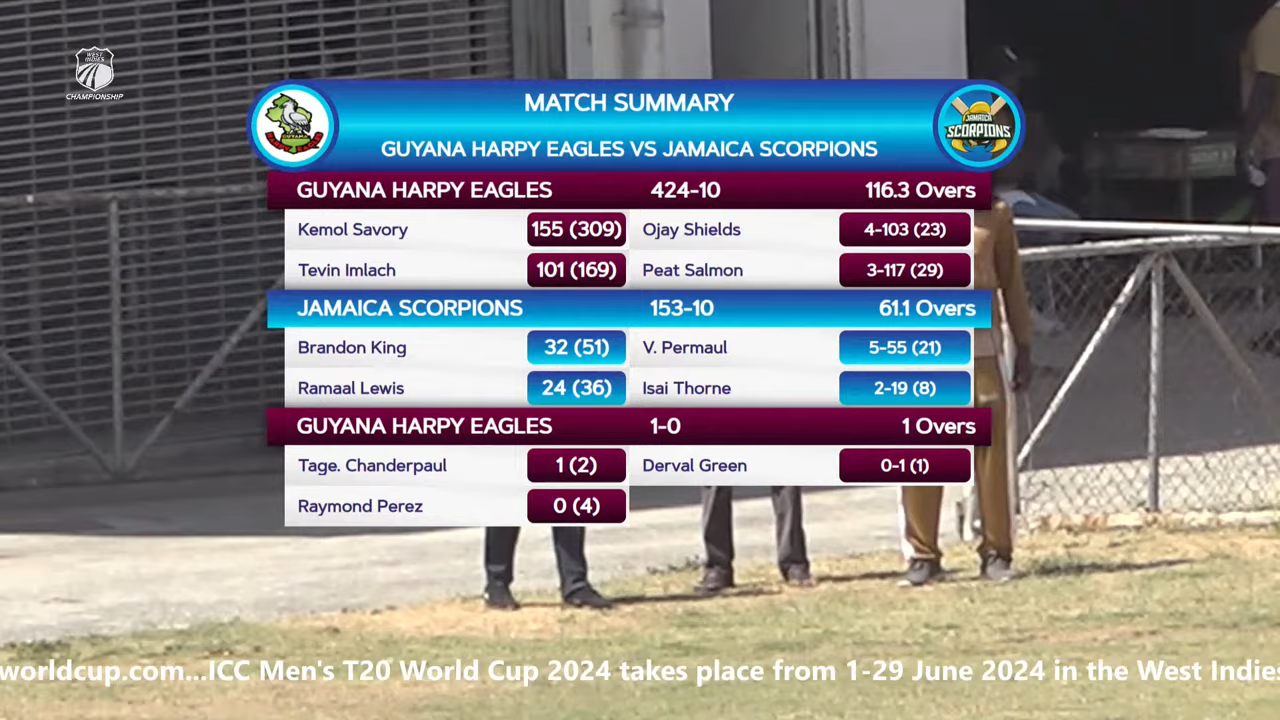 WEST INDIES
CHAMPIONSHIP
MATCH SUMMARY
GUYANA HARPY EAGLES VS JAMAICA SCORPIONS
JAMAICA
SCORPIONS
GUYANA
GUYANA HARPY EAGLES 424-10 116.3 Overs
Kemol Savory 155 (309) Ojay Shields 4-103 (23)
Tevin Imlach 101 (169) Peat Salmon 3-117 (29)
JAMAICA SCORPIONS 153-10 61.1 Overs
Brandon King 32 (51) V. Permaul 5-55 (21)
Ramaal Lewis 24 (36) Isai Thorne 2-19 (8)
GUYANA HARPY EAGLES 1-0 1 Overs
Tage. Chanderpaul 1 (2) Derval Green 0-1 (1)
Raymond Perez 0 (4)
worldcup.com...ICC Men's T20 World Cup 2024 takes place from 1-29 June 2024 in the West Indies